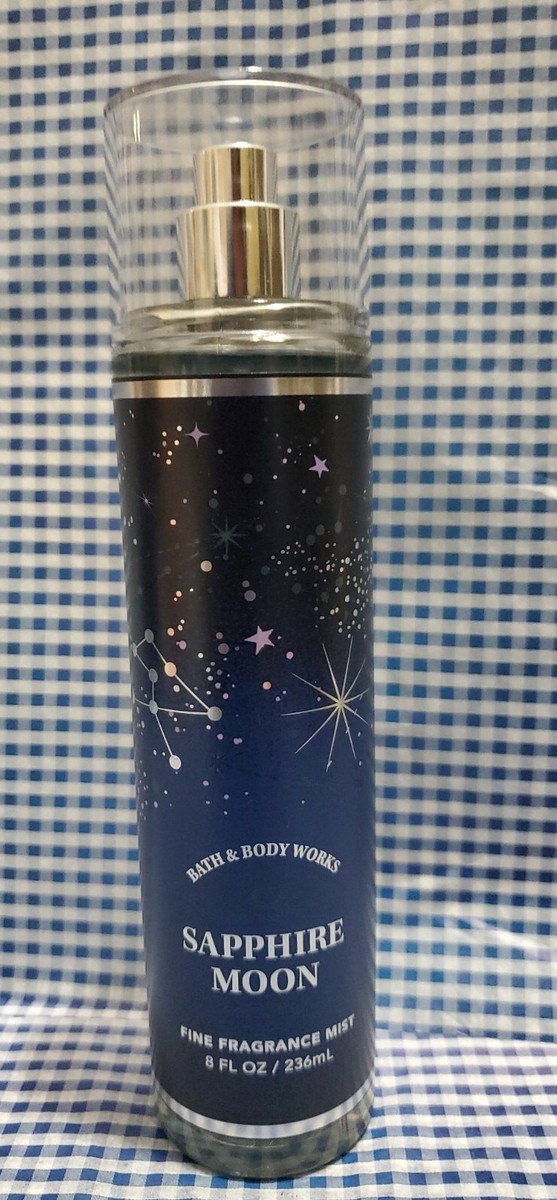 BATH & BODY WORKS
SAPPHIRE
MOON
FINE FRAGRANCE MIST
8 FL OZ / 236mL